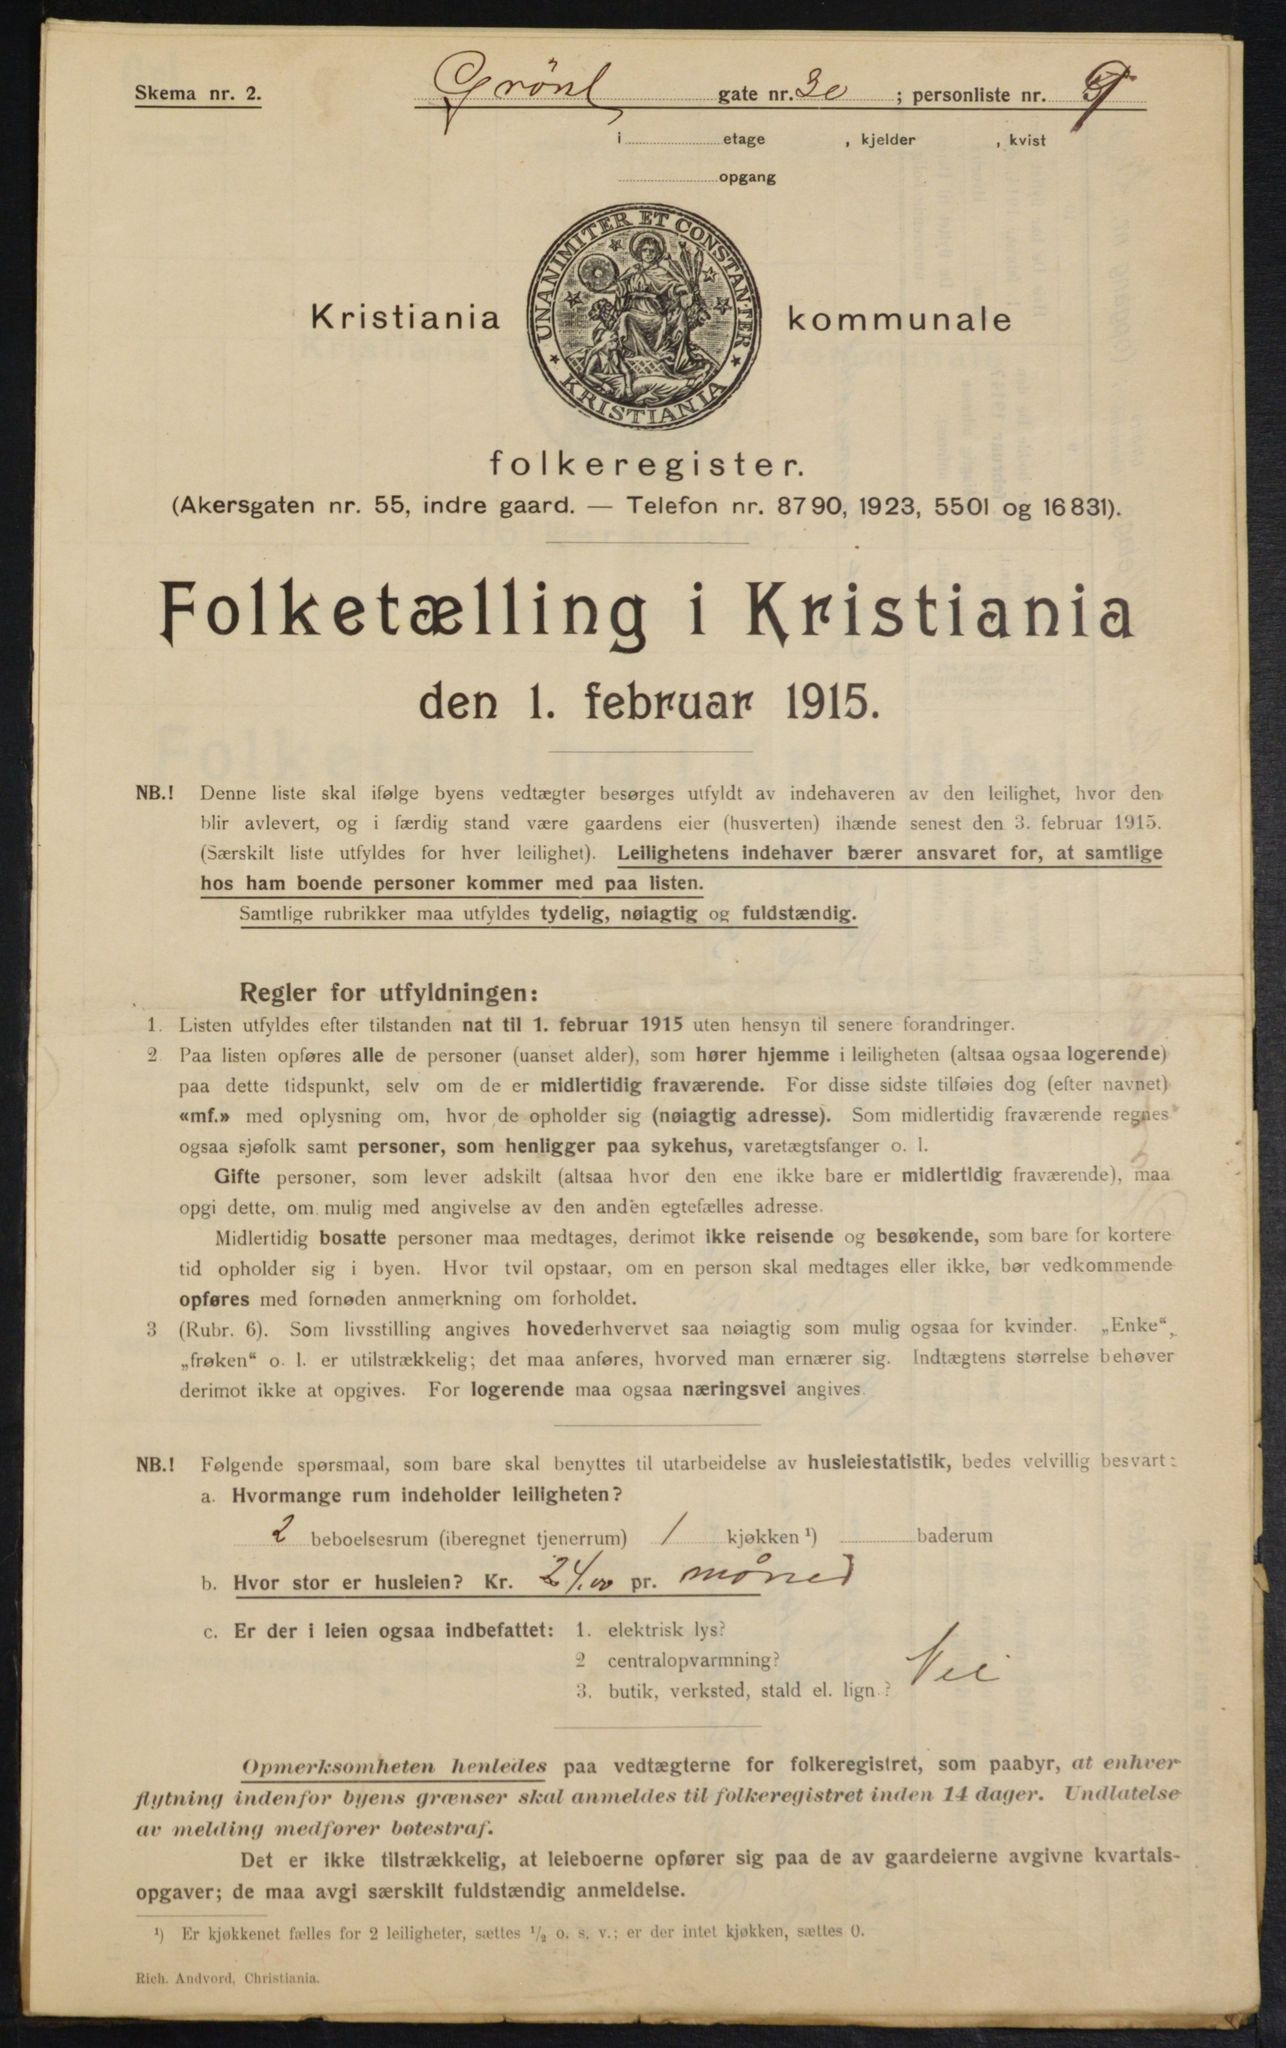 Skema nr. 2.
Grönl gate nr. 30 ; personliste nr.
i etage , kjelder , kvist
opgang
UNANIMITER ET CONSTANTER
KRISTIANIA
Kristiania kommunale
folkeregister.
(Akersgaten nr. 55, indre gaard. — Telefon nr. 8790, 1923, 5501 og 16831).
Folketælling i Kristiania
den 1. februar 1915.
NB.! Denne liste skal ifølge byens vedtægter besørges utfyldt av indehaveren av den leilighet, hvor den
blir avlevert, og i færdig stand være gaardens eier (husverten) ihænde senest den 3. februar 1915.
(Særskilt liste utfyldes for hver leilighet). Leilighetens indehaver bærer ansvaret for, at samtlige
hos ham boende personer kommer med paa listen.
Samtlige rubrikker maa utfyldes tydelig, nøiagtig og fuldstændig.
Regler for utfyldningen:
1. Listen utfyldes efter tilstanden nat til 1. februar 1915 uten hensyn til senere forandringer.
2. Paa listen opføres alle de personer (uanset alder), som hører hjemme i leiligheten (altsaa ogsaa logerende)
paa dette tidspunkt, selv om de er midlertidig fraværende. For disse sidste tilføies dog (efter navnet)
«mf.» med oplysning om, hvor de opholder sig (nøiagtig adresse). Som midlertidig fraværende regnes
ogsaa sjøfolk samt personer, som henligger paa sykehus, varetægtsfanger o. l.
Gifte personer, som lever adskilt (altsaa hvor den ene ikke bare er midlertidig fraværende), maa
opgi dette, om mulig med angivelse av den anden egtefælles adresse.
Midlertidig bosatte personer maa medtages, derimot ikke reisende og besøkende, som bare for kortere
tid opholder sig i byen. Hvor tvil opstaar, om en person skal medtages eller ikke, bør vedkommende
opføres med fornøden anmerkning om forholdet.
3 (Rubr. 6). Som livsstilling angives hovederhvervet saa nøiagtig som mulig ogsaa for kvinder. „Enke“,
„frøken“ o. l. er utilstrækkelig; det maa anføres, hvorved man ernærer sig. Indtægtens størrelse behøver
derimot ikke at opgives. For logerende maa ogsaa næringsvei angives.
NB.! Følgende spørsmaal, som bare skal benyttes til utarbeidelse av husleiestatistik, bedes velvillig besvart:
a. Hvormange rum indeholder leiligheten?
2 beboelsesrum (iberegnet tjenerrum) 1 kjøkken ¹) baderum
b. Hvor stor er husleien? Kr. 24,00 pr. måned
c. Er der i leien ogsaa indbefattet: 1. elektrisk lys?
2 centralopvarmning?
3. butik, verksted, stald el. lign.? Nei
Opmerksomheten henledes paa vedtægterne for folkeregistret, som paabyr, at enhver
flytning indenfor byens grænser skal anmeldes til folkeregistret inden 14 dager. Undlatelse
av melding medfører bøtestraf.
Det er ikke tilstrækkelig, at leieboerne opfører sig paa de av gaardeierne avgivne kvartals-
opgaver; de maa avgi særskilt fuldstændig anmeldelse.
¹) Er kjøkkenet fælles for 2 leiligheter, sættes ½ o. s. v.; er der intet kjøkken, sættes 0.
Rich. Andvord, Christiania.